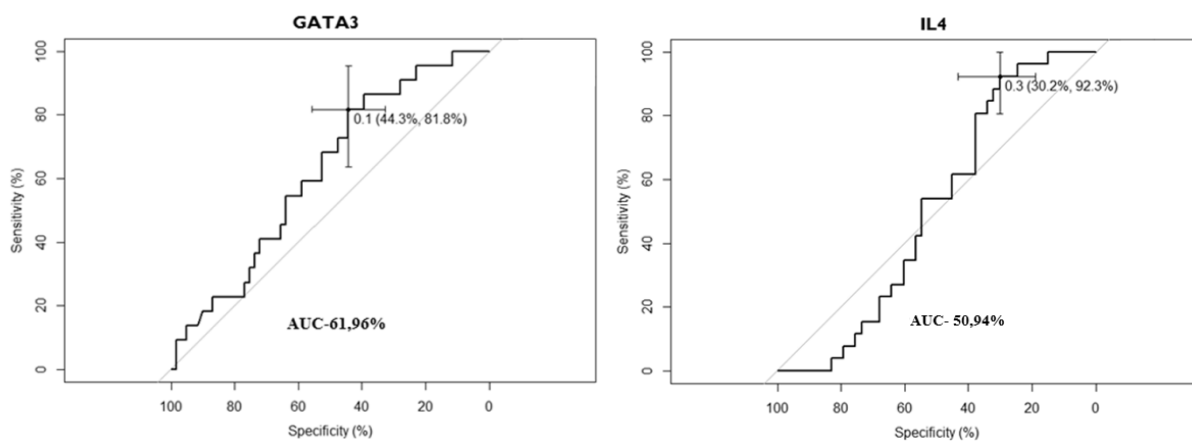 GATA3
100
80
60
40
20
0
Sensitivity (%)
0.1 (44.3%, 81.8%)
AUC-61,96%
100 80 60 40 20 0
Specificity (%)
IL4
100
80
60
40
20
0
Sensitivity (%)
0.3 (30.2%, 92.3%)
AUC- 50,94%
100 80 60 40 20 0
Specificity (%)